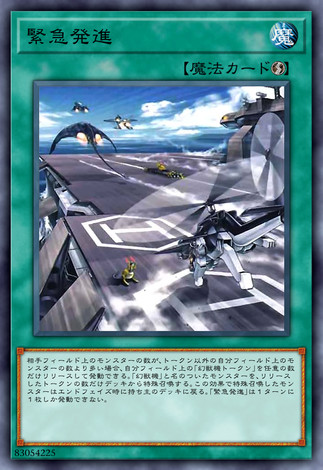 緊急発進
魔
【魔法カード】
相手フィールド上のモンスターの数が、トークン以外の自分フィールド上のモ
ンスターの数より多い場合、自分フィールド上の「幻獣機トークン」を任意の数
だけリリースして発動できる。「幻獣機」と名のついたモンスターを、リリース
したトークンの数だけデッキから特殊召喚する。この効果で特殊召喚したモン
スターはエンドフェイズ時に持ち主のデッキに戻る。「緊急発進」は1ターンに
1枚しか発動できない。
83054225